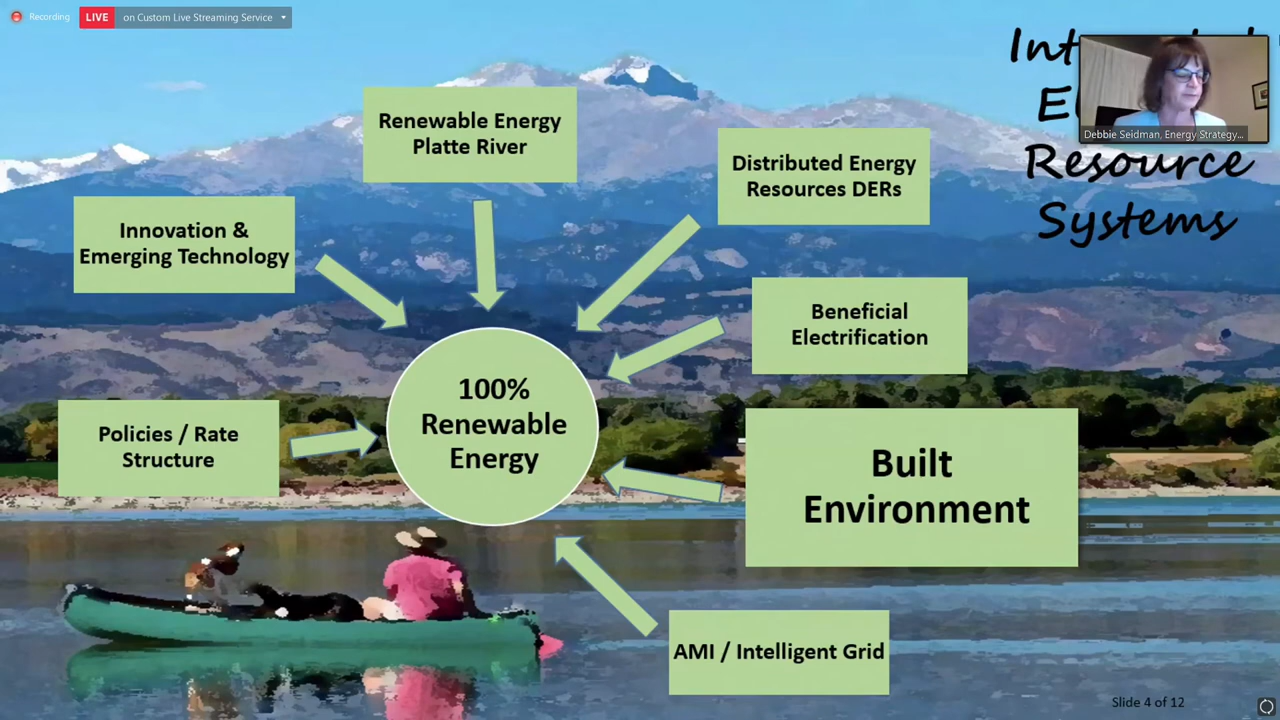 Recording
LIVE
on Custom Live Streaming Service
Debbie Seidman, Energy Strategy...
Resource
Systems
Renewable Energy
Platte River
Distributed Energy
Resources DERs
Innovation &
Emerging Technology
Beneficial
Electrification
100%
Renewable
Energy
Policies / Rate
Structure
Built
Environment
AMI / Intelligent Grid
Slide 4 of 12